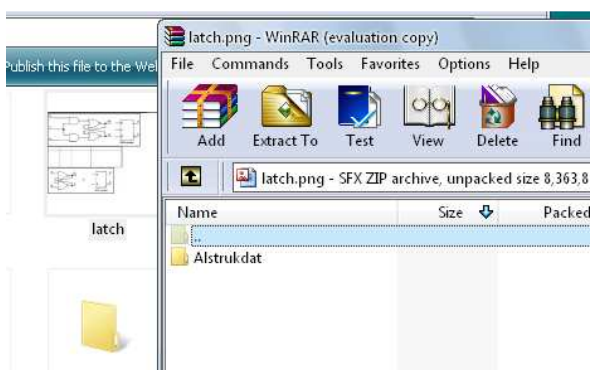 Publish this file to the Wel
latch
latch.png - WinRAR (evaluation copy)
File Commands Tools Favorites Options Help
Add Extract To Test View Delete Find
latch.png - SFX ZIP archive, unpacked size 8,363,8
Name Size Packed
..
Alstrukdat